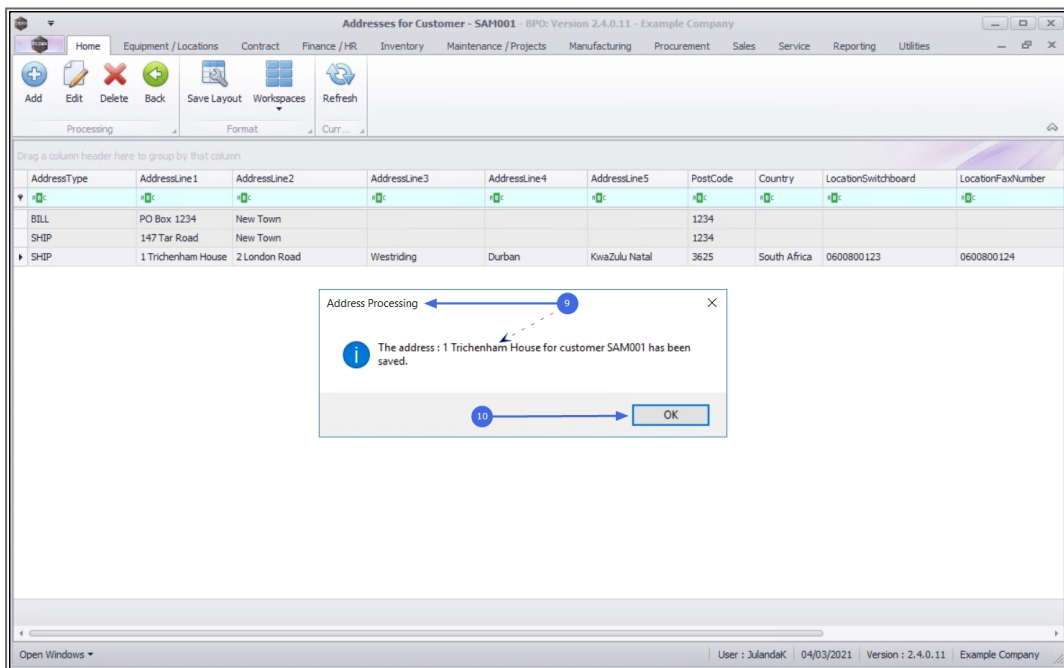 Addresses for Customer - SAM001 - BPO: Version 2.4.0.11 - Example Company
Home Equipment / Locations Contract Finance / HR Inventory Maintenance / Projects Manufacturing Procurement Sales Service Reporting Utilities
Add Edit Delete Back Save Layout Workspaces Refresh
Processing Format Curr...
Drag a column header here to group by that column
AddressType AddressLine1 AddressLine2 AddressLine3 AddressLine4 AddressLine5 PostCode Country LocationSwitchboard LocationFaxNumber
BILL PO Box 1234 New Town 1234
SHIP 147 Tar Road New Town 1234
SHIP 1 Trichenham House 2 London Road Westriding Durban KwaZulu Natal 3625 South Africa 0600800123 0600800124
Address Processing 9
The address : 1 Trichenham House for customer SAM001 has been
saved.
10 OK
Open Windows User : JulandaK 04/03/2021 Version : 2.4.0.11 Example Company